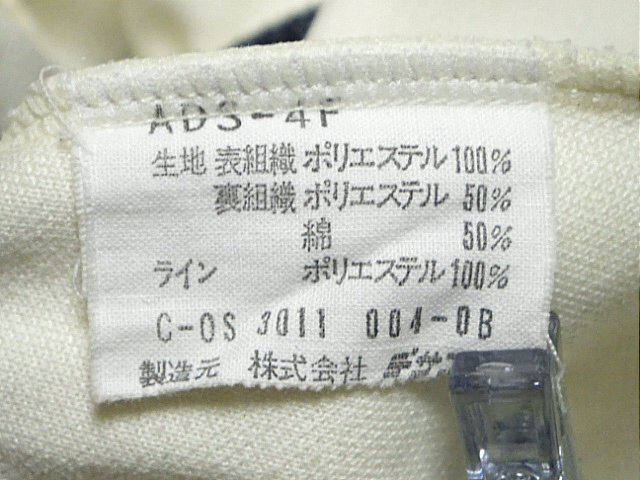 ADS-4F
生地 表組織 ポリエステル 100%
裏組織 ポリエステル 50%
綿 50%
ライン ポリエステル 100%
C-OS 3011 004-0B
製造元 株式会社 デサ